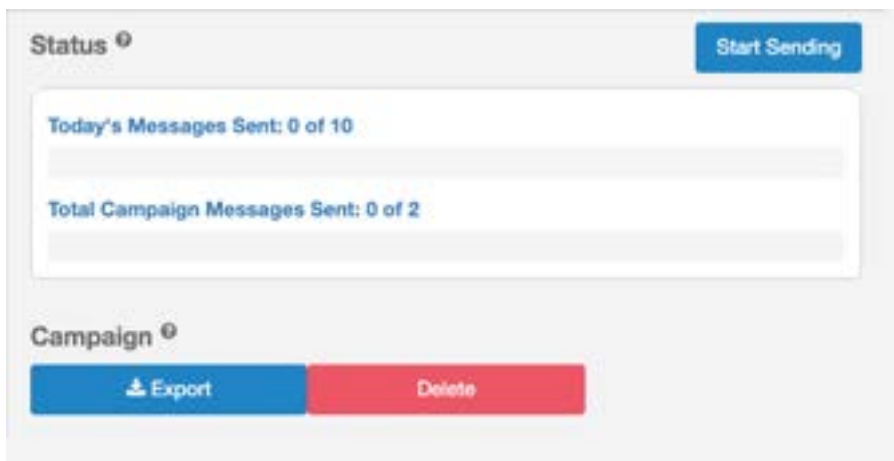 Status
Start Sending
Today's Messages Sent: 0 of 10
Total Campaign Messages Sent: 0 of 2
Campaign
Export
Delete